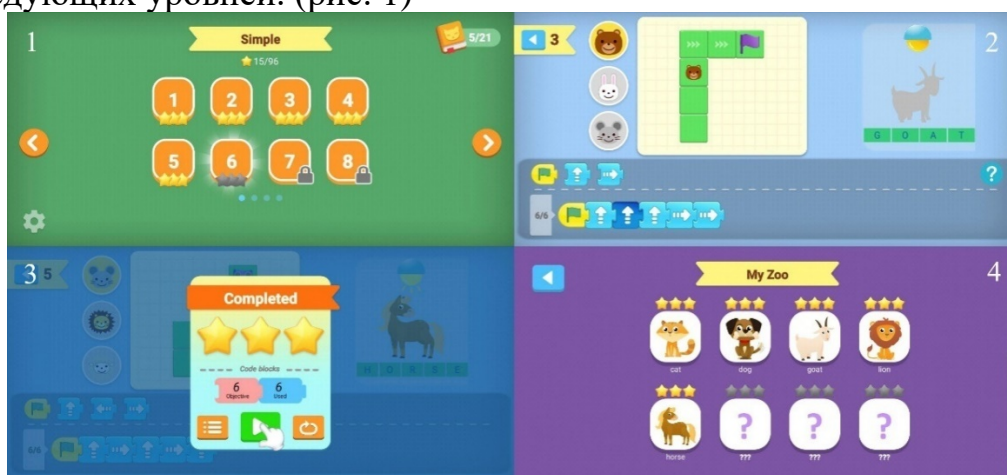 дующих уровней. (рис. 1)
1
Simple
15/96
5/21
1 2 3 4
5 6 7 8
2
3
G O A T
?
6/6
3
5
Completed
Code blocks
6 6
Objective Used
H O R S E
6/6
4
My Zoo
cat dog goat lion
? ? ?
horse ??? ??? ???